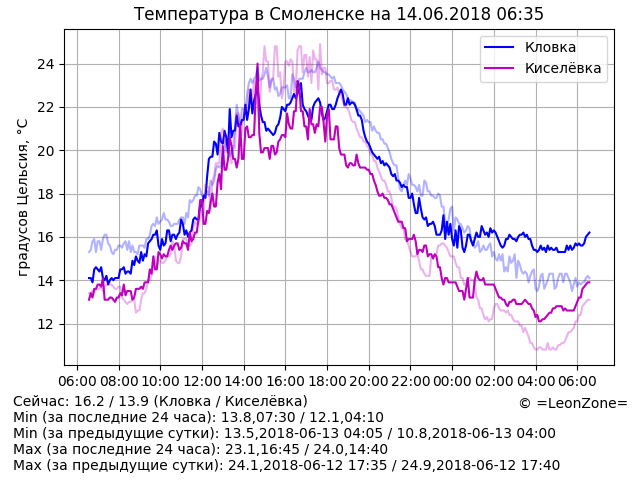 Температура в Смоленске на 14.06.2018 06:35
Кловка
Киселёвка
градусов Цельсия, °C
24
22
20
18
16
14
12
06:00 08:00 10:00 12:00 14:00 16:00 18:00 20:00 22:00 00:00 02:00 04:00 06:00
Сейчас: 16.2 / 13.9 (Кловка / Киселёвка)
© =LeonZone=
Min (за последние 24 часа): 13.8,07:30 / 12.1,04:10
Min (за предыдущие сутки): 13.5,2018-06-13 04:05 / 10.8,2018-06-13 04:00
Max (за последние 24 часа): 23.1,16:45 / 24.0,14:40
Max (за предыдущие сутки): 24.1,2018-06-12 17:35 / 24.9,2018-06-12 17:40